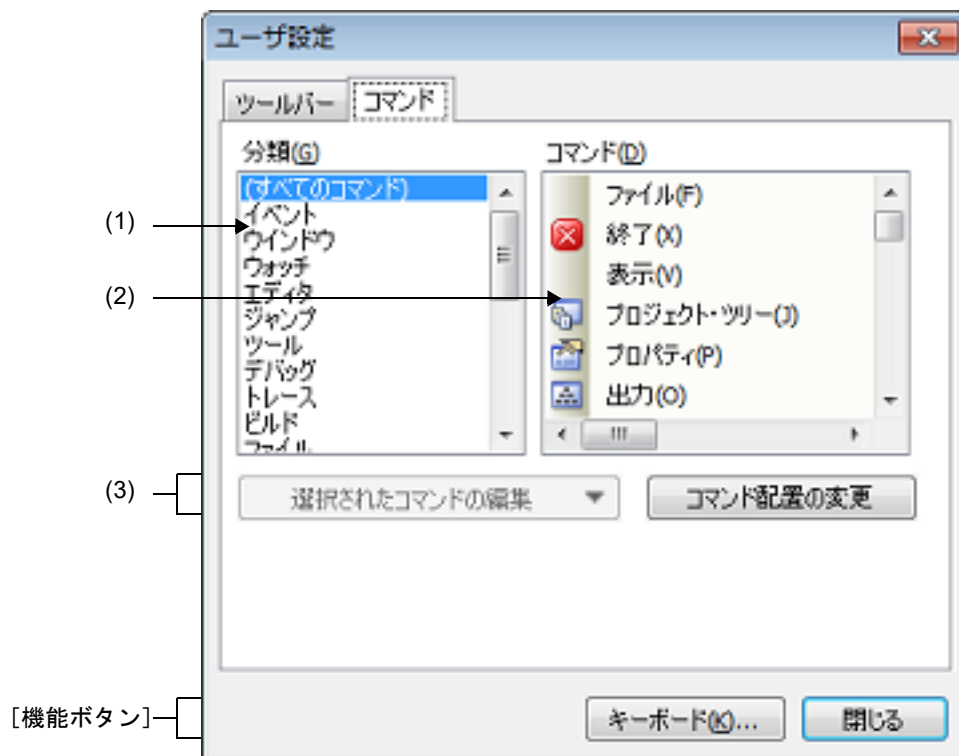 ユーザ設定
ツールバー コマンド
分類(G) コマンド(D)
(すべてのコマンド)
イベント
ウインドウ
ウォッチ
エディタ
ジャンプ
ツール
デバッグ
トレース
ビルド
ファイル
ファイル(F)
終了(X)
表示(V)
プロジェクト・ツリー(J)
プロパティ(P)
出力(O)
(1)
(2)
(3)
選択されたコマンドの編集 コマンド配置の変更
[機能ボタン]
キーボード(K)... 閉じる